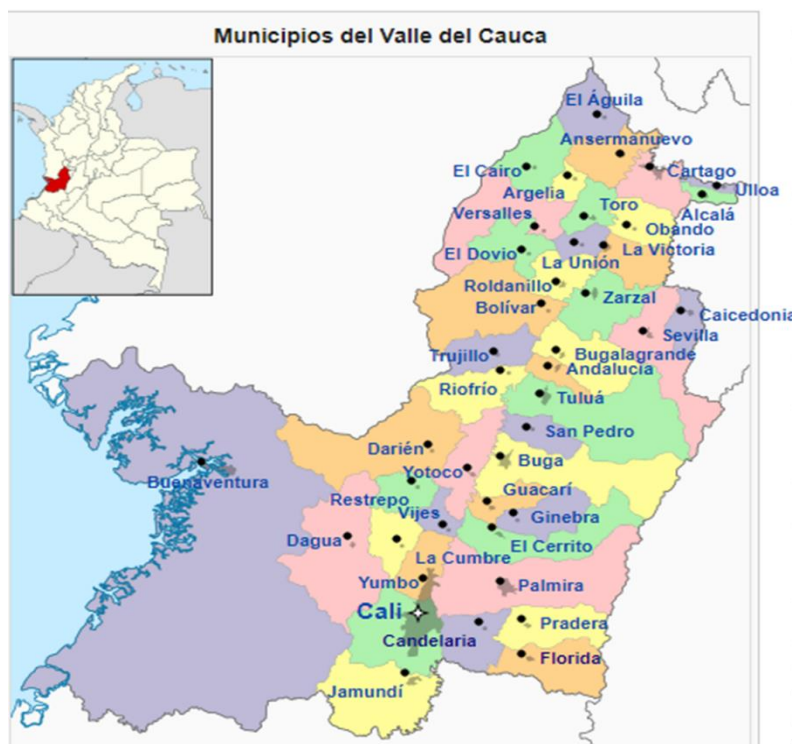 Municipios del Valle del Cauca
El Águila
Ansermanuevo
El Cairo
Cartago
Argelia
Ulloa
Versalles
Toro
Alcalá
Obando
El Dovio
La Victoria
La Unión
Roldanillo
Zarzal
Bolívar
Caicedonia
Sevilla
Trujillo
Bugalagrande
Andalucía
Riofrío
Tuluá
San Pedro
Darién
Buga
Yotoco
Buenaventura
Restrepo
Guacarí
Vijes
Ginebra
Dagua
El Cerrito
La Cumbre
Yumbo
Palmira
Cali
Pradera
Candelaria
Florida
Jamundí